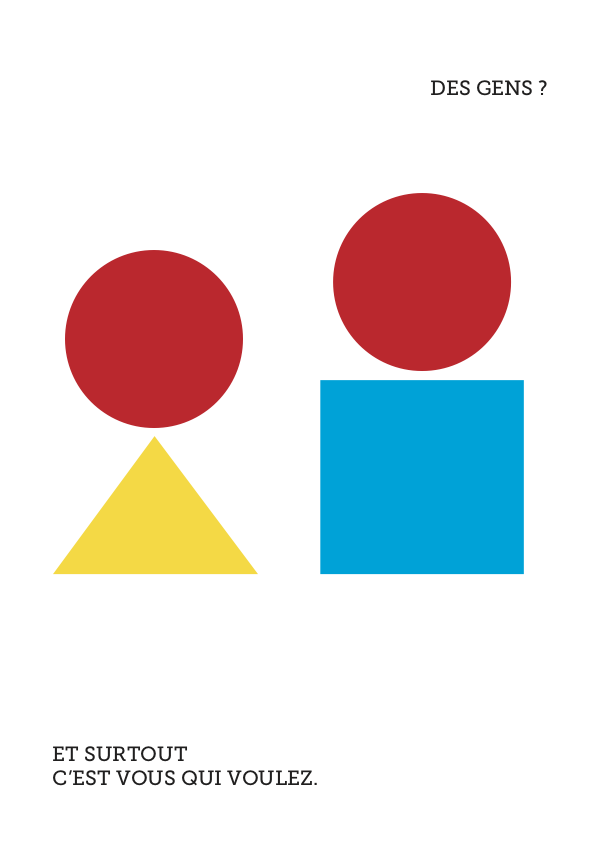 DES GENS ?
ET SURTOUT
C’EST VOUS QUI VOULEZ.